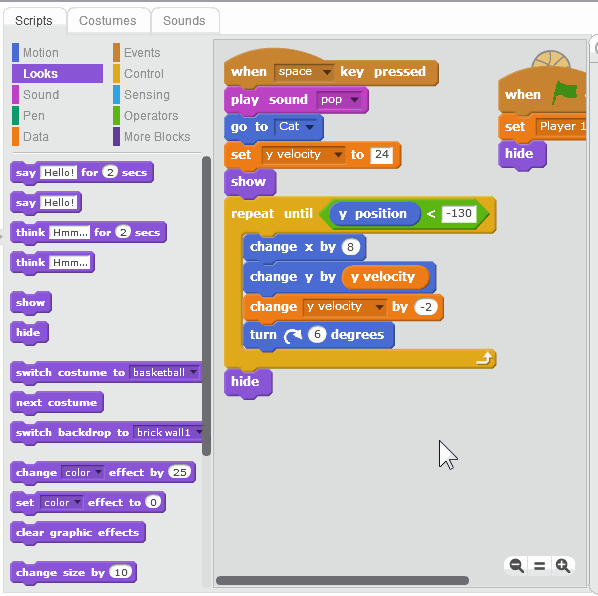 Scripts
Costumes
Sounds
Motion
Events
Looks
Control
Sound
Sensing
Pen
Operators
Data
More Blocks
say Hello! for 2 secs
say Hello!
think Hmm... for 2 secs
think Hmm...
show
hide
switch costume to basketball
next costume
switch backdrop to brick wall1
change color effect by 25
set color effect to 0
clear graphic effects
change size by 10
when space key pressed
play sound pop
go to Cat
set y velocity to 24
show
repeat until y position < -130
change x by 8
change y by y velocity
change y velocity by -2
turn 6 degrees
hide
when
set Player 1
hide